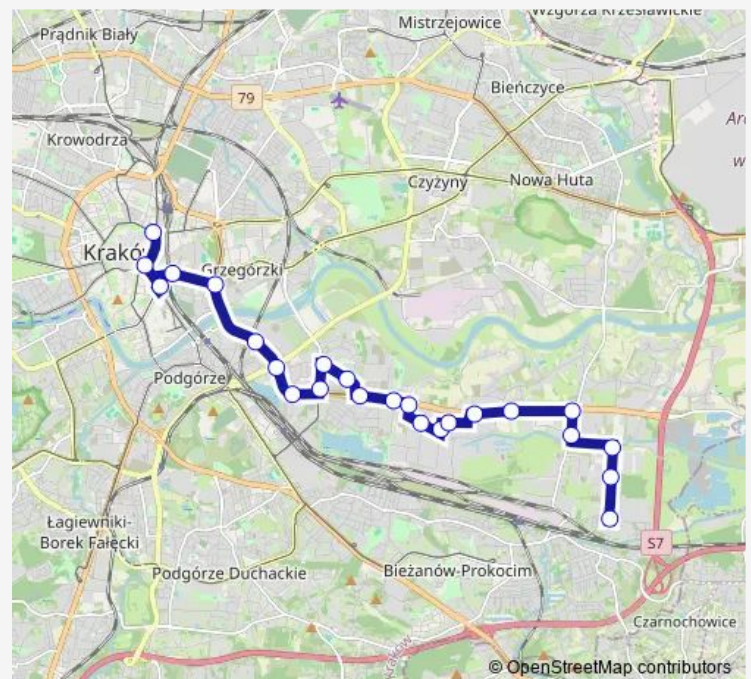 Wzgórza Krzesławickie
Mistrzejowice
Prądnik Biały
Bieńczyce
79
Krowodrza
Czyżyny
Nowa Huta
Kraków
Grzegórzki
Podgórze
Łagiewniki-
Borek Fałęcki
S7
Podgórze Duchackie
Bieżanów-Prokocim
Czarnochowice
Kraków
© OpenStreetMap contributors